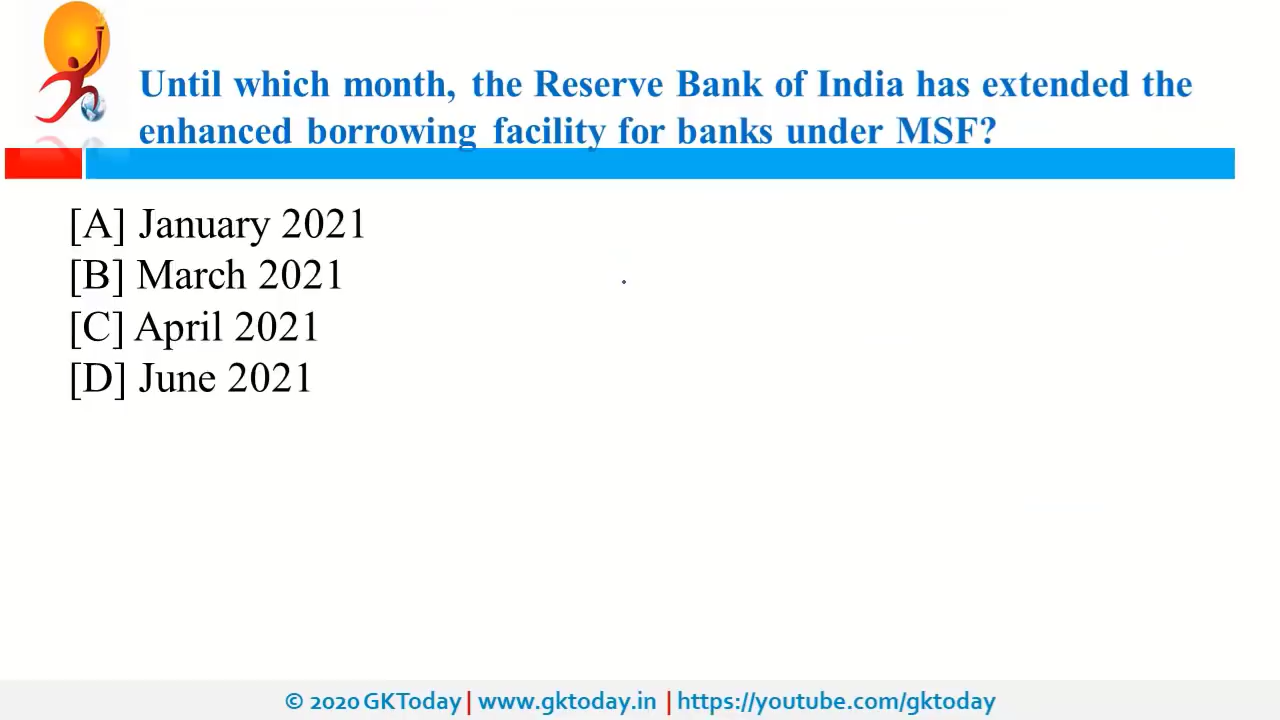 Until which month, the Reserve Bank of India has extended the
enhanced borrowing facility for banks under MSF?
[A] January 2021
[B] March 2021
[C] April 2021
[D] June 2021
© 2020 GKToday | www.gktoday.in | https://youtube.com/gktoday